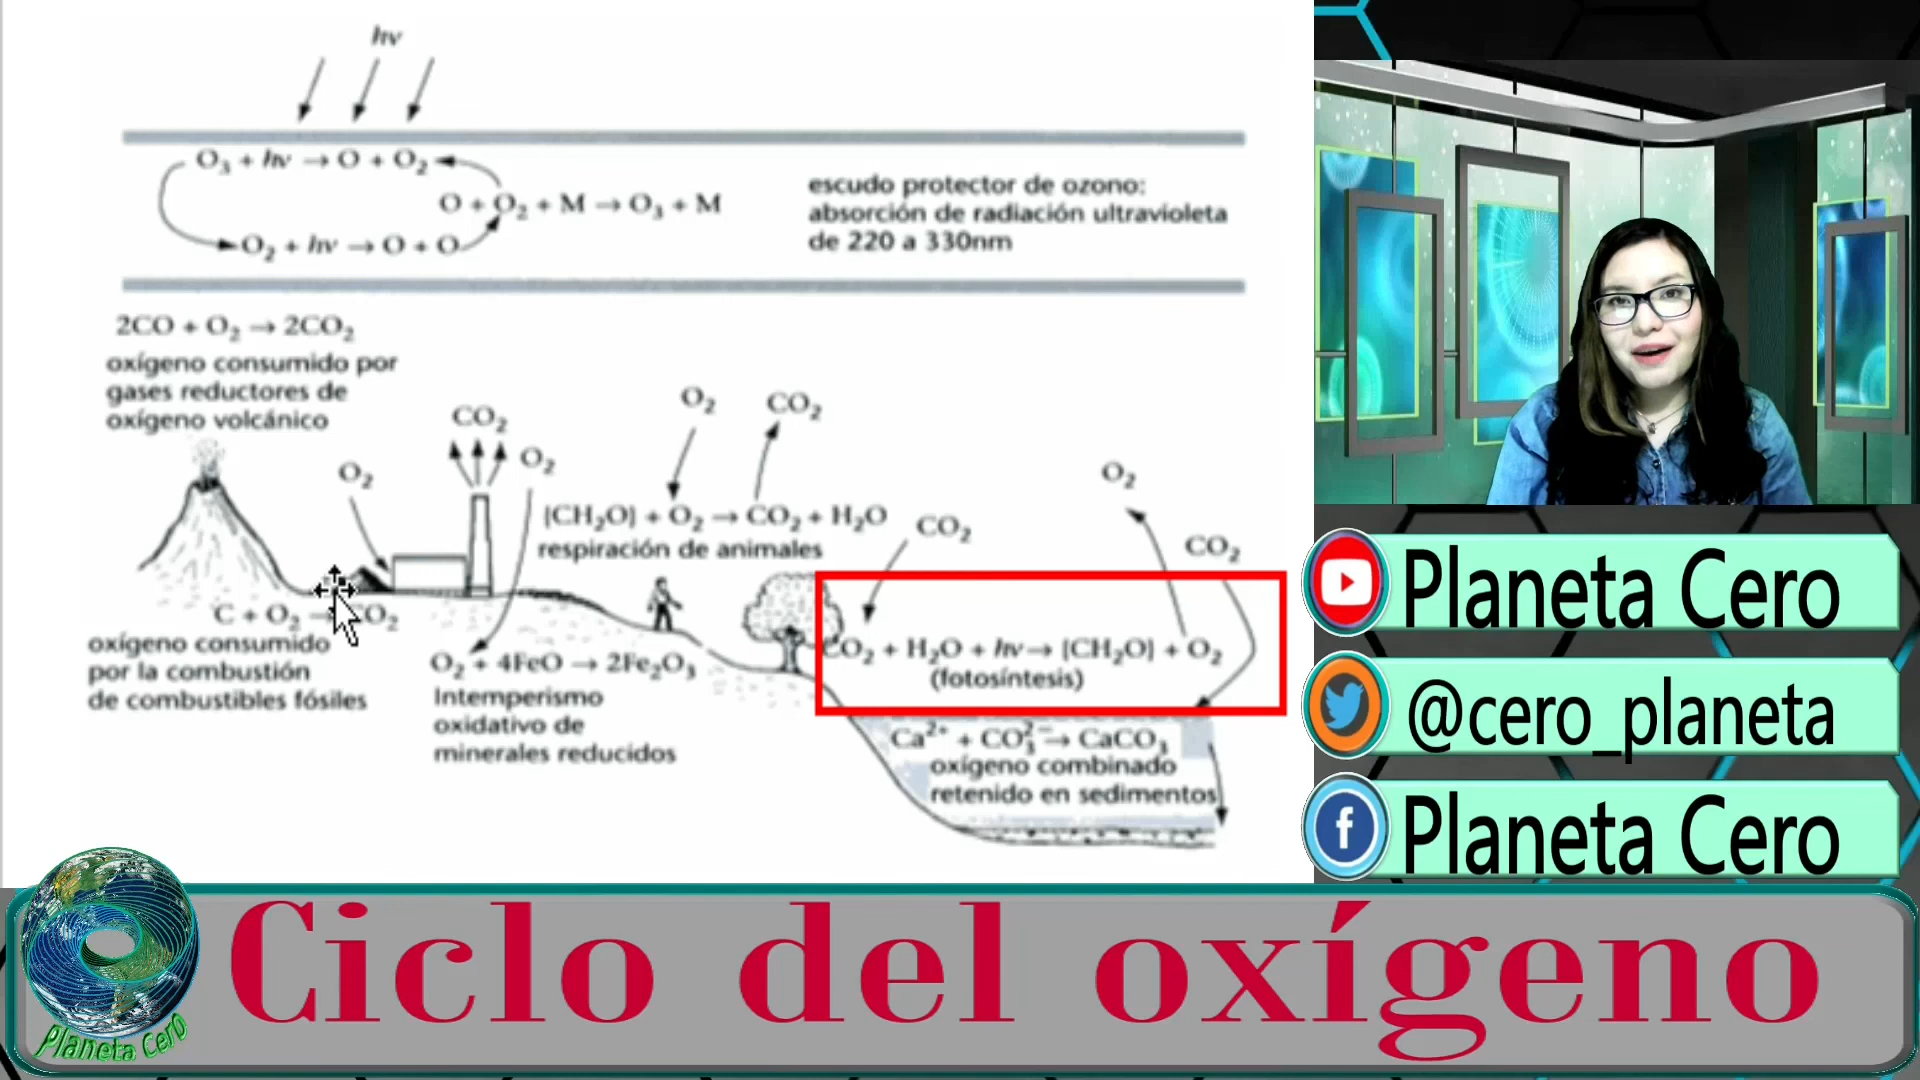 hν
O₃ + hν → O + O₂
O + O₂ + M → O₃ + M
O₂ + hν → O + O
escudo protector de ozono:
absorción de radiación ultravioleta
de 220 a 330nm
2CO + O₂ → 2CO₂
oxígeno consumido por
gases reductores de
oxígeno volcánico
O₂
CO₂
O₂
O₂
CO₂
{CH₂O} + O₂ → CO₂ + H₂O
respiración de animales
CO₂
O₂
CO₂
C + O₂ → CO₂
oxígeno consumido
por la combustión
de combustibles fósiles
O₂ + 4FeO → 2Fe₂O₃
Intemperismo
oxidativo de
minerales reducidos
CO₂ + H₂O + hν → {CH₂O} + O₂
(fotosíntesis)
Ca²⁺ + CO₃²⁻ → CaCO₃
oxígeno combinado
retenido en sedimentos
Planeta Cero
@cero_planeta
Planeta Cero
Planeta Cero
Ciclo del oxígeno